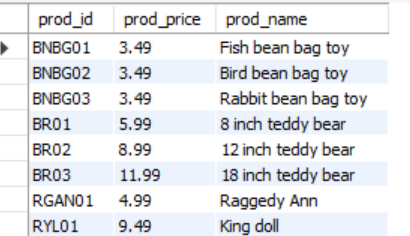 prod_id prod_price prod_name
BNBG01 3.49 Fish bean bag toy
BNBG02 3.49 Bird bean bag toy
BNBG03 3.49 Rabbit bean bag toy
BR01 5.99 8 inch teddy bear
BR02 8.99 12 inch teddy bear
BR03 11.99 18 inch teddy bear
RGAN01 4.99 Raggedy Ann
RYL01 9.49 King doll